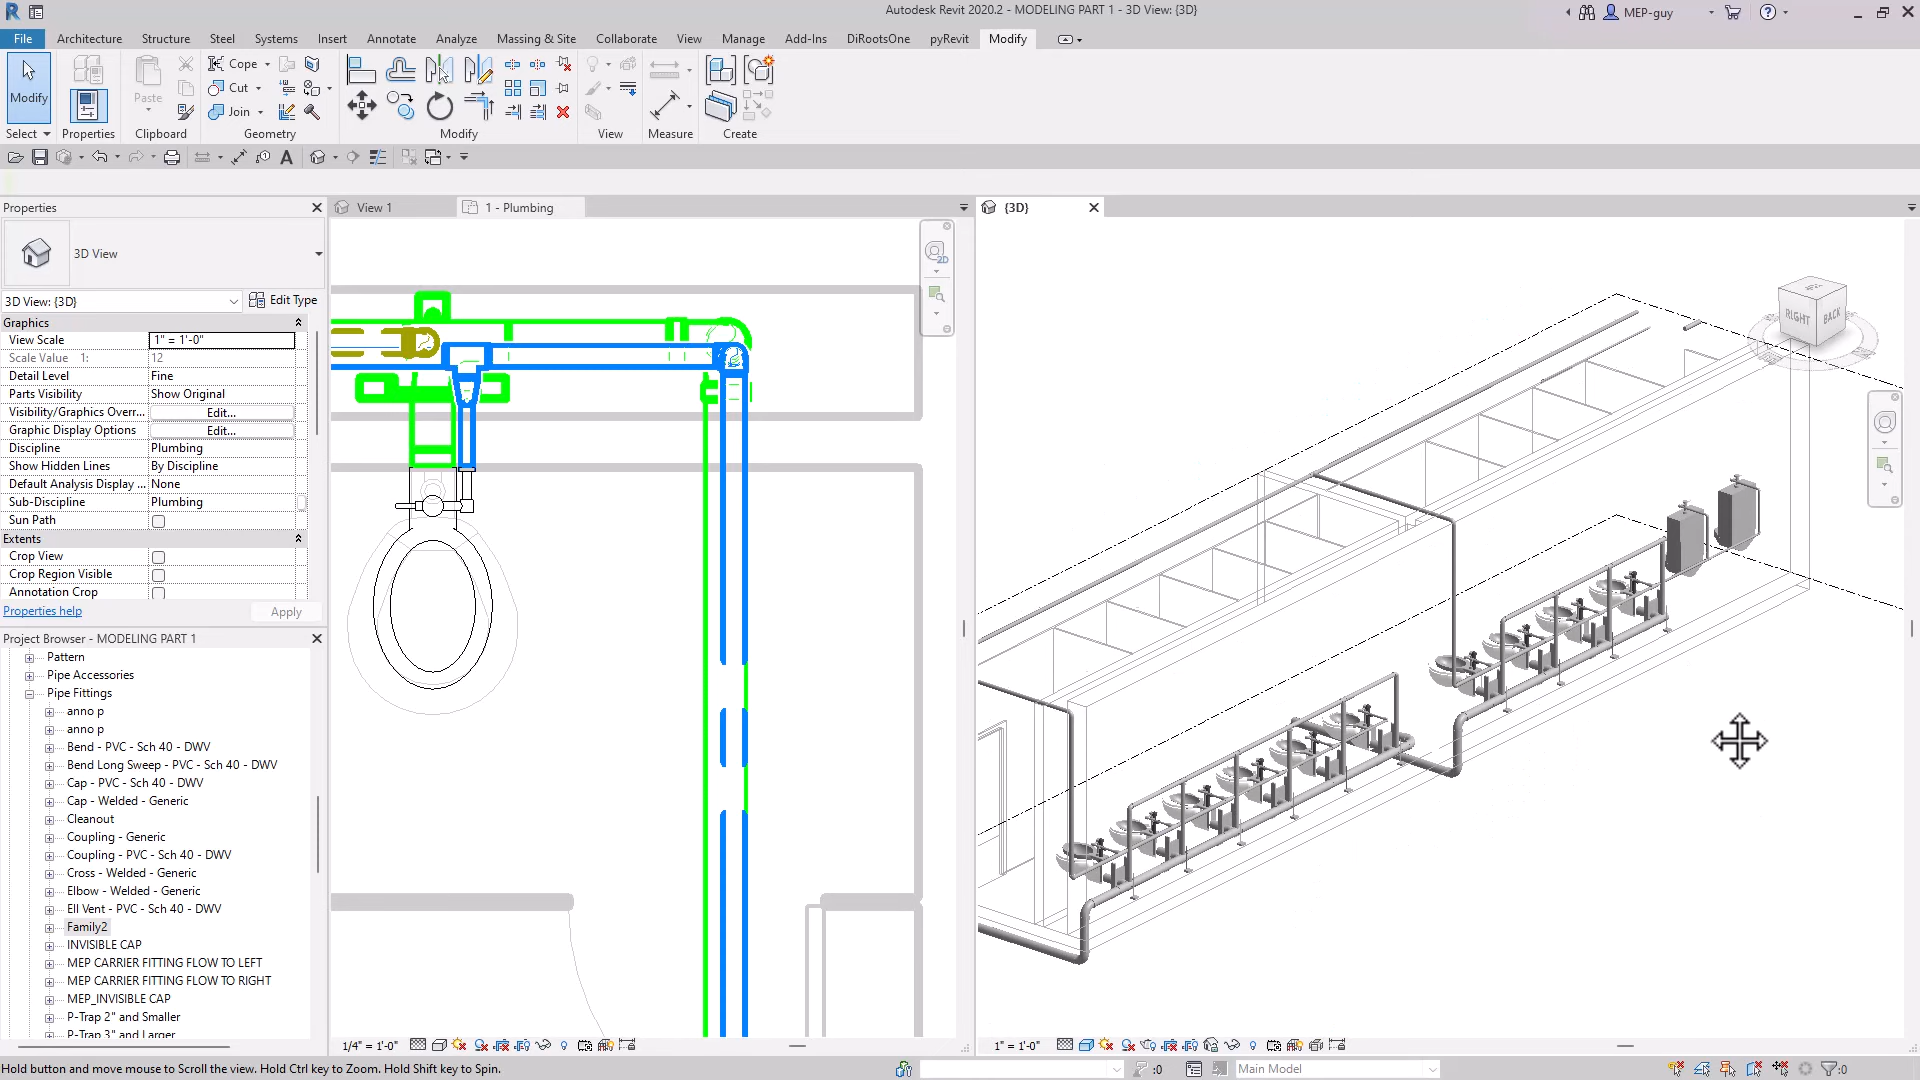 Autodesk Revit 2020.2 - MODELING PART 1 - 3D View: {3D}
MEP-guy
File Architecture Structure Steel Systems Insert Annotate Analyze Massing & Site Collaborate View Manage Add-Ins DiRootsOne pyRevit Modify
Modify
Paste
Cope
Cut
Join
Select Properties Clipboard Geometry Modify View Measure Create
Properties
3D View
3D View: {3D}
Edit Type
Graphics
View Scale 1" = 1'-0"
Scale Value 1: 12
Detail Level Fine
Parts Visibility Show Original
Visibility/Graphics Overr... Edit...
Graphic Display Options Edit...
Discipline Plumbing
Show Hidden Lines By Discipline
Default Analysis Display ... None
Sub-Discipline Plumbing
Sun Path
Extents
Crop View
Crop Region Visible
Annotation Crop
Properties help Apply
Project Browser - MODELING PART 1
Pattern
Pipe Accessories
Pipe Fittings
anno p
anno p
Bend - PVC - Sch 40 - DWV
Bend Long Sweep - PVC - Sch 40 - DWV
Cap - PVC - Sch 40 - DWV
Cap - Welded - Generic
Cleanout
Coupling - Generic
Coupling - PVC - Sch 40 - DWV
Cross - Welded - Generic
Elbow - Welded - Generic
Ell Vent - PVC - Sch 40 - DWV
Family2
INVISIBLE CAP
MEP CARRIER FITTING FLOW TO LEFT
MEP CARRIER FITTING FLOW TO RIGHT
MEP_INVISIBLE CAP
P-Trap 2" and Smaller
P-Trap 3" and Larger
View 1
1 - Plumbing
2D
1/4" = 1'-0"
{3D}
RIGHT BACK
1" = 1'-0"
Hold button and move mouse to Scroll the view. Hold Ctrl key to Zoom. Hold Shift key to Spin.
:0
Main Model
:0